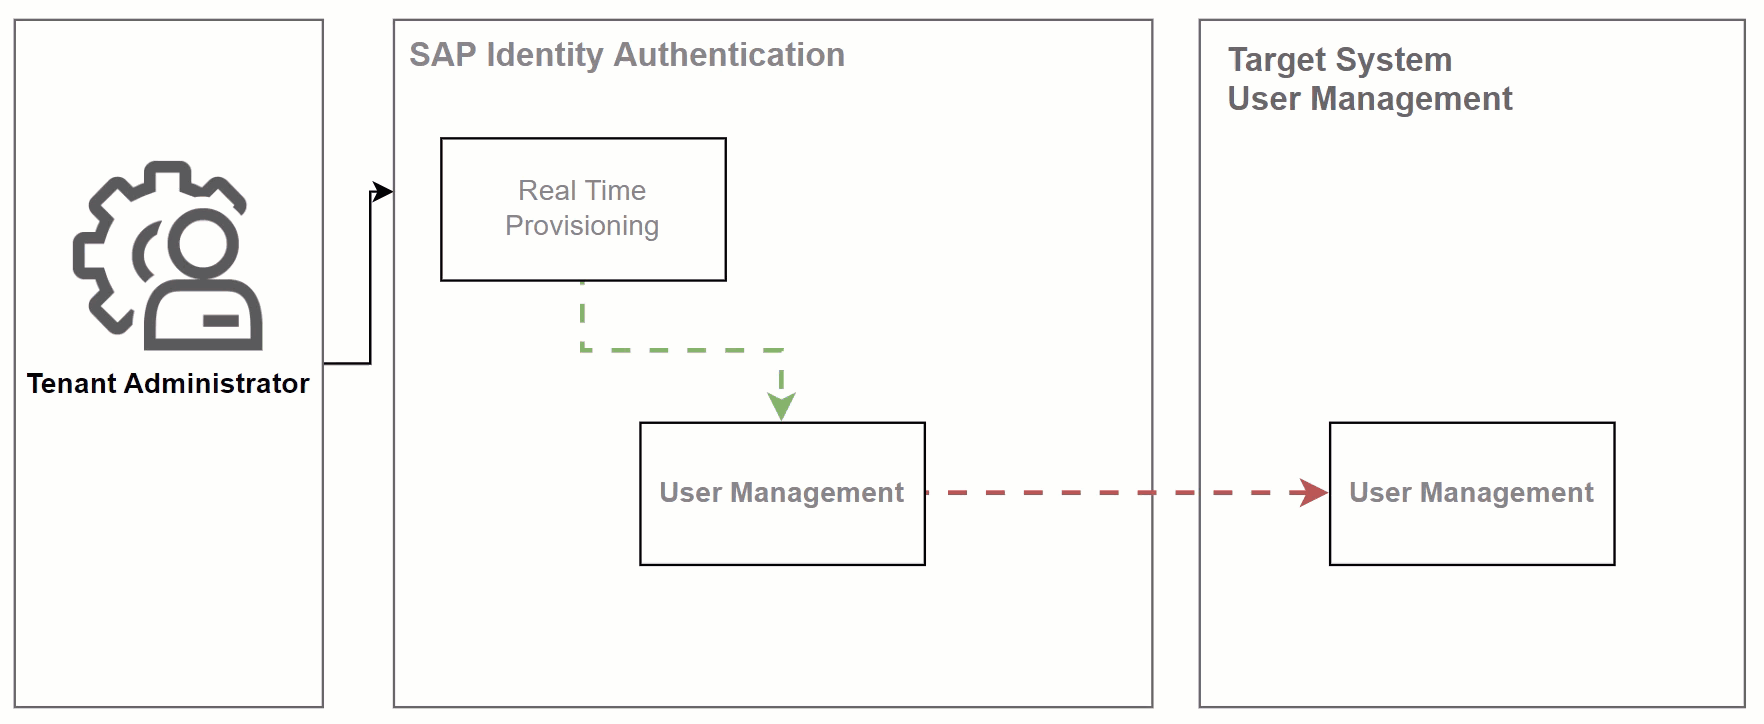 SAP Identity Authentication
Target System
User Management
Real Time
Provisioning
Tenant Administrator
User Management
User Management